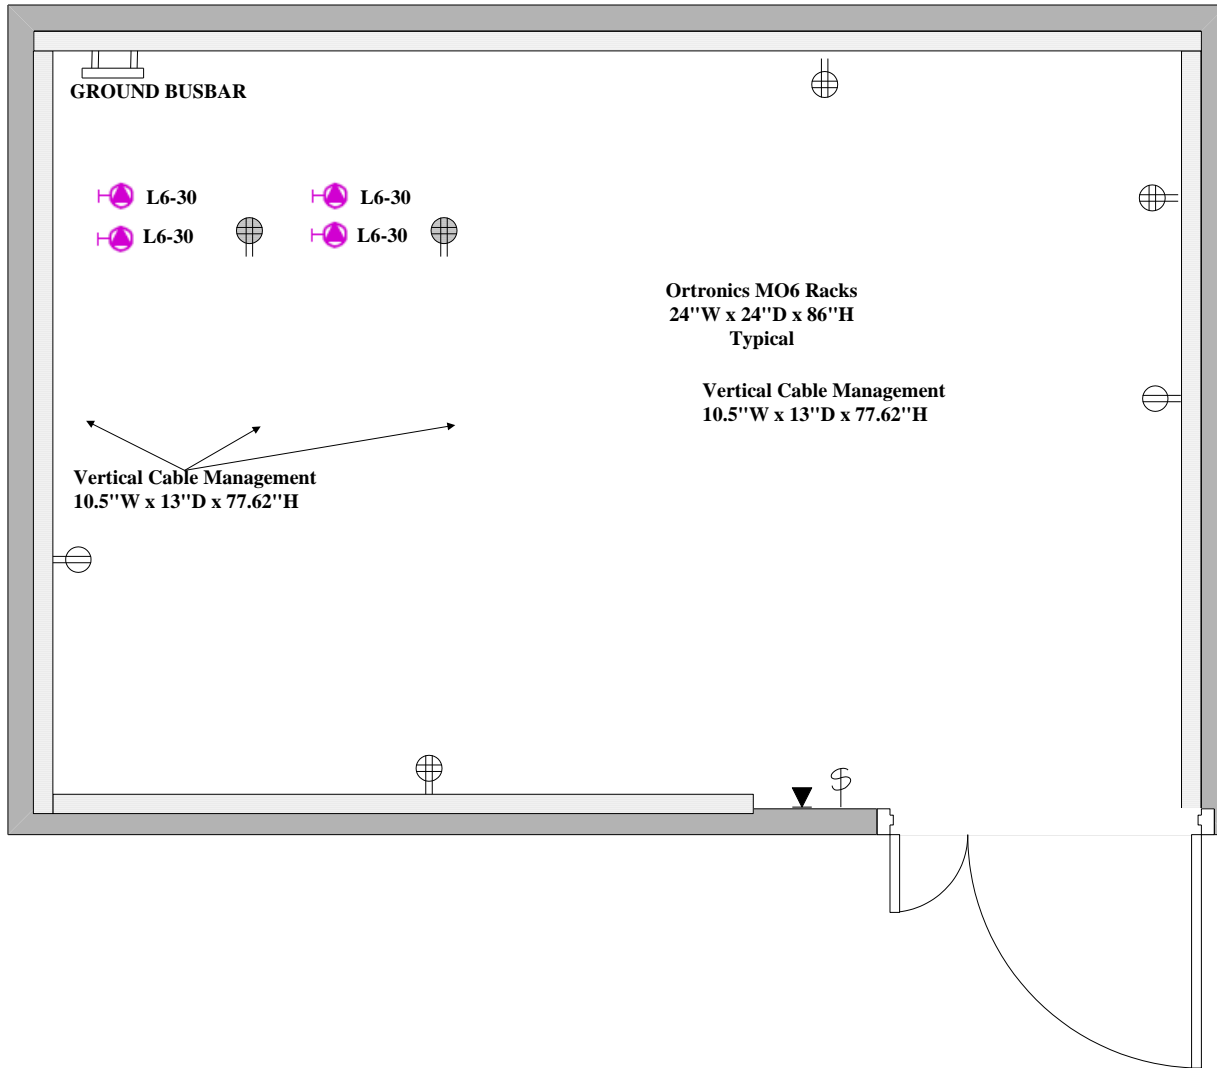 GROUND BUSBAR
L6-30
L6-30
L6-30
L6-30
Ortronics MO6 Racks
24"W x 24"D x 86"H
Typical
Vertical Cable Management
10.5"W x 13"D x 77.62"H
Vertical Cable Management
10.5"W x 13"D x 77.62"H
S